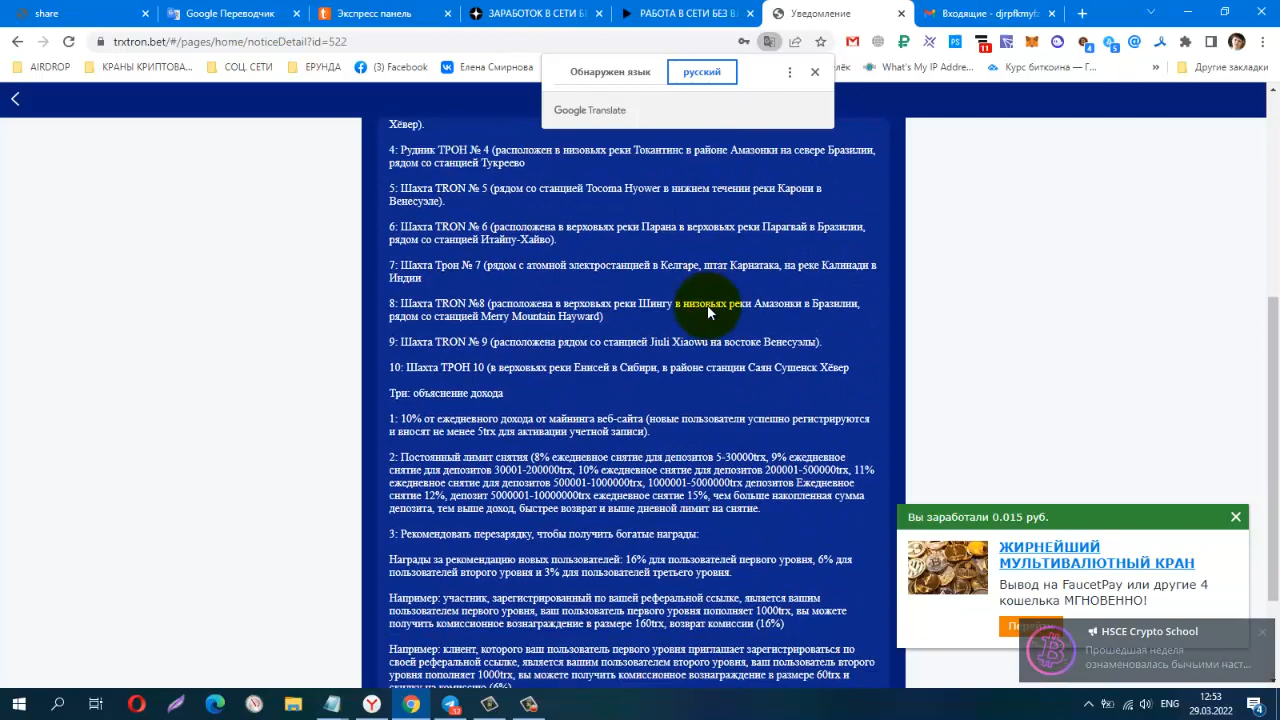 share
Google Переводчик
Экспресс панель
ЗАРАБОТОК В СЕТИ Б
РАБОТА В СЕТИ БЕЗ В
Уведомление
Входящие - djrpfkmyf
trxtron.bet/#/pages/home/noticeDetail?id=522
11
4
5
AIRDROP
КРАНЫ КРИПТОВА...
СОЦ. СЕТИ
ЕРУНДА
(3) Facebook
Елена Смирнова
What's My IP Addre...
Курс биткоина — Г...
»
Другие закладки
Обнаружен язык
русский
Google Translate
Хёвер).
4: Рудник ТРОН № 4 (расположен в низовьях реки Токантинс в районе Амазонки на севере Бразилии,
рядом со станцией Тукреево
5: Шахта TRON № 5 (рядом со станцией Tocoma Hyower в нижнем течении реки Карони в
Венесуэле).
6: Шахта TRON № 6 (расположена в верховьях реки Парана в верховьях реки Парагвай в Бразилии,
рядом со станцией Итайпу-Хайво).
7: Шахта Трон № 7 (рядом с атомной электростанцией в Келгаре, штат Карнатака, на реке Калинади в
Индии
8: Шахта TRON №8 (расположена в верховьях реки Шингу в низовьях реки Амазонки в Бразилии,
рядом со станцией Merry Mountain Hayward)
9: Шахта TRON № 9 (расположена рядом со станцией Jiuli Xiaowu на востоке Венесуэлы).
10: Шахта ТРОН 10 (в верховьях реки Енисей в Сибири, в районе станции Саян Сушенск Хёвер
Три: объяснение дохода
1: 10% от ежедневного дохода от майнинга веб-сайта (новые пользователи успешно регистрируются
и вносят не менее 5trx для активации учетной записи).
2: Постоянный лимит снятия (8% ежедневное снятие для депозитов 5-30000trx, 9% ежедневное
снятие для депозитов 30001-200000trx, 10% ежедневное снятие для депозитов 200001-500000trx, 11%
ежедневное снятие для депозитов 500001-1000000trx, 1000001-5000000trx депозитов Ежедневное
снятие 12%, депозит 5000001-10000000trx ежедневное снятие 15%, чем больше накопленная сумма
депозита, тем выше доход, быстрее возврат и выше дневной лимит на снятие.
3: Рекомендовать перезарядку, чтобы получить богатые награды:
Награды за рекомендацию новых пользователей: 16% для пользователей первого уровня, 6% для
пользователей второго уровня и 3% для пользователей третьего уровня.
Например: участник, зарегистрированный по вашей реферальной ссылке, является вашим
пользователем первого уровня, ваш пользователь первого уровня пополняет 1000trx, вы можете
получить комиссионное вознаграждение в размере 160trx, возврат комиссии (16%)
Например: клиент, которого ваш пользователь первого уровня приглашает зарегистрироваться по
своей реферальной ссылке, является вашим пользователем второго уровня, ваш пользователь второго
уровня пополняет 1000trx, вы можете получить комиссионное вознаграждение в размере 60trx и
скидку на комиссию (6%)
Вы заработали 0.015 руб.
ЖИРНЕЙШИЙ
МУЛЬТИВАЛЮТНЫЙ КРАН
Вывод на FaucetPay или другие 4
кошелька МГНОВЕННО!
HSCE Crypto School
Прошедшая неделя
ознаменовалась бычьими наст...
12
ENG
12:53
29.03.2022
4